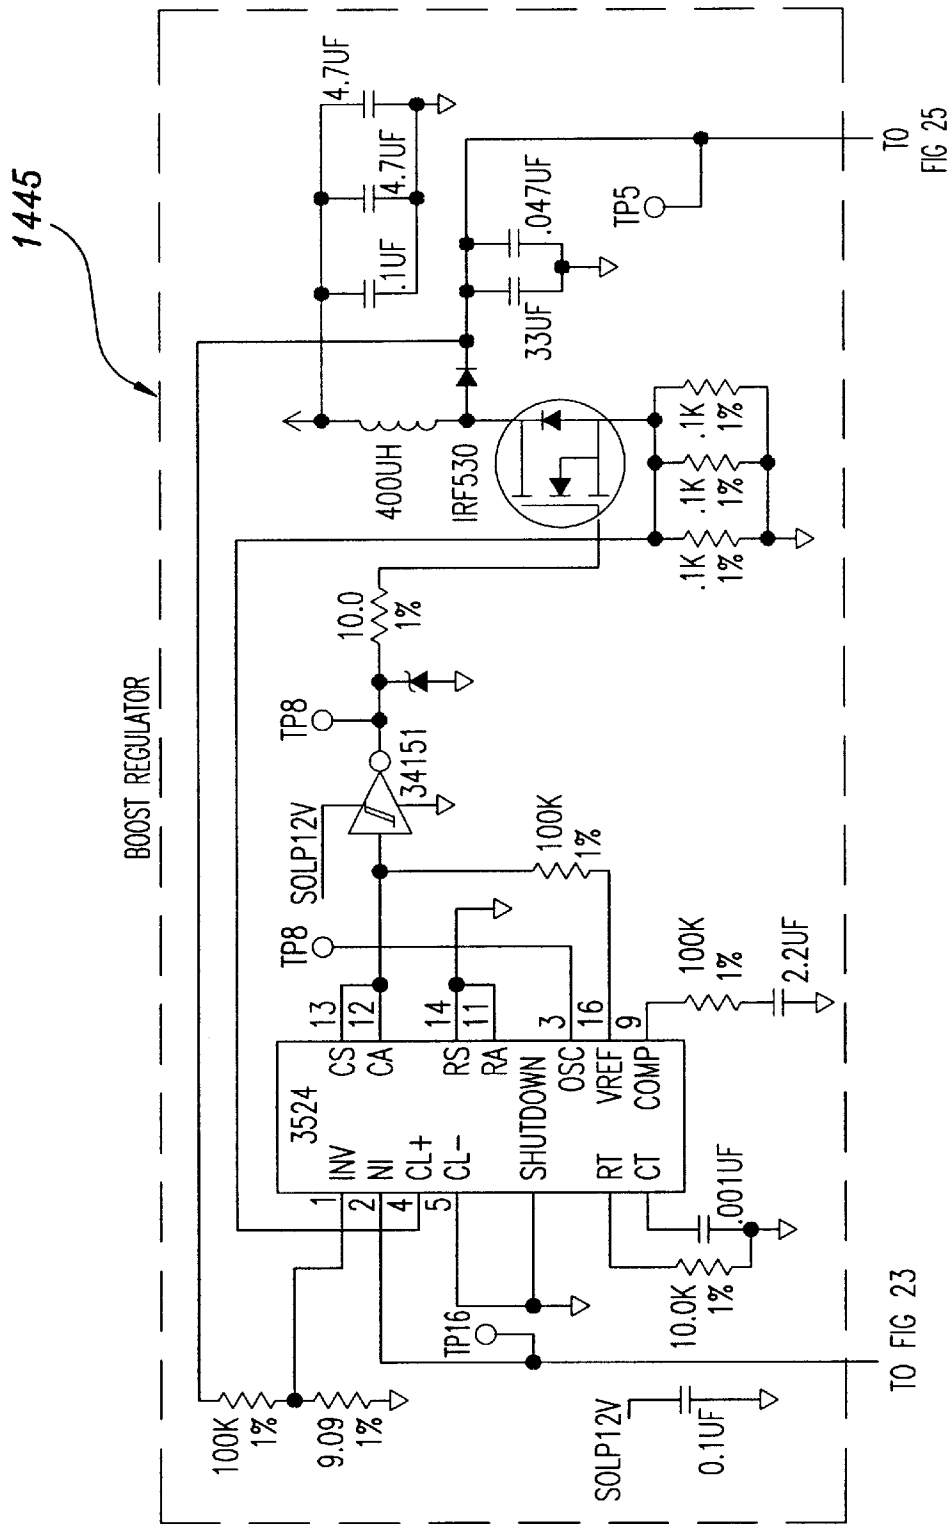 1445
BOOST REGULATOR
100K
1%
9.09
1%
TP16
3524
1 INV
2 NI
4 CL+
5 CL-
SHUTDOWN
RT
CT
CS 13
CA 12
RS 14
RA 11
OSC 3
VREF 16
COMP 9
10.0K
1%
.001UF
SOLP12V
0.1UF
TO FIG 23
TP8
SOLP12V
34151
TP8
10.0
1%
100K
1%
100K
1%
2.2UF
400UH
IRF530
.1UF
4.7UF
4.7UF
33UF
.047UF
TP5
.1K
1%
.1K
1%
.1K
1%
TO
FIG 25